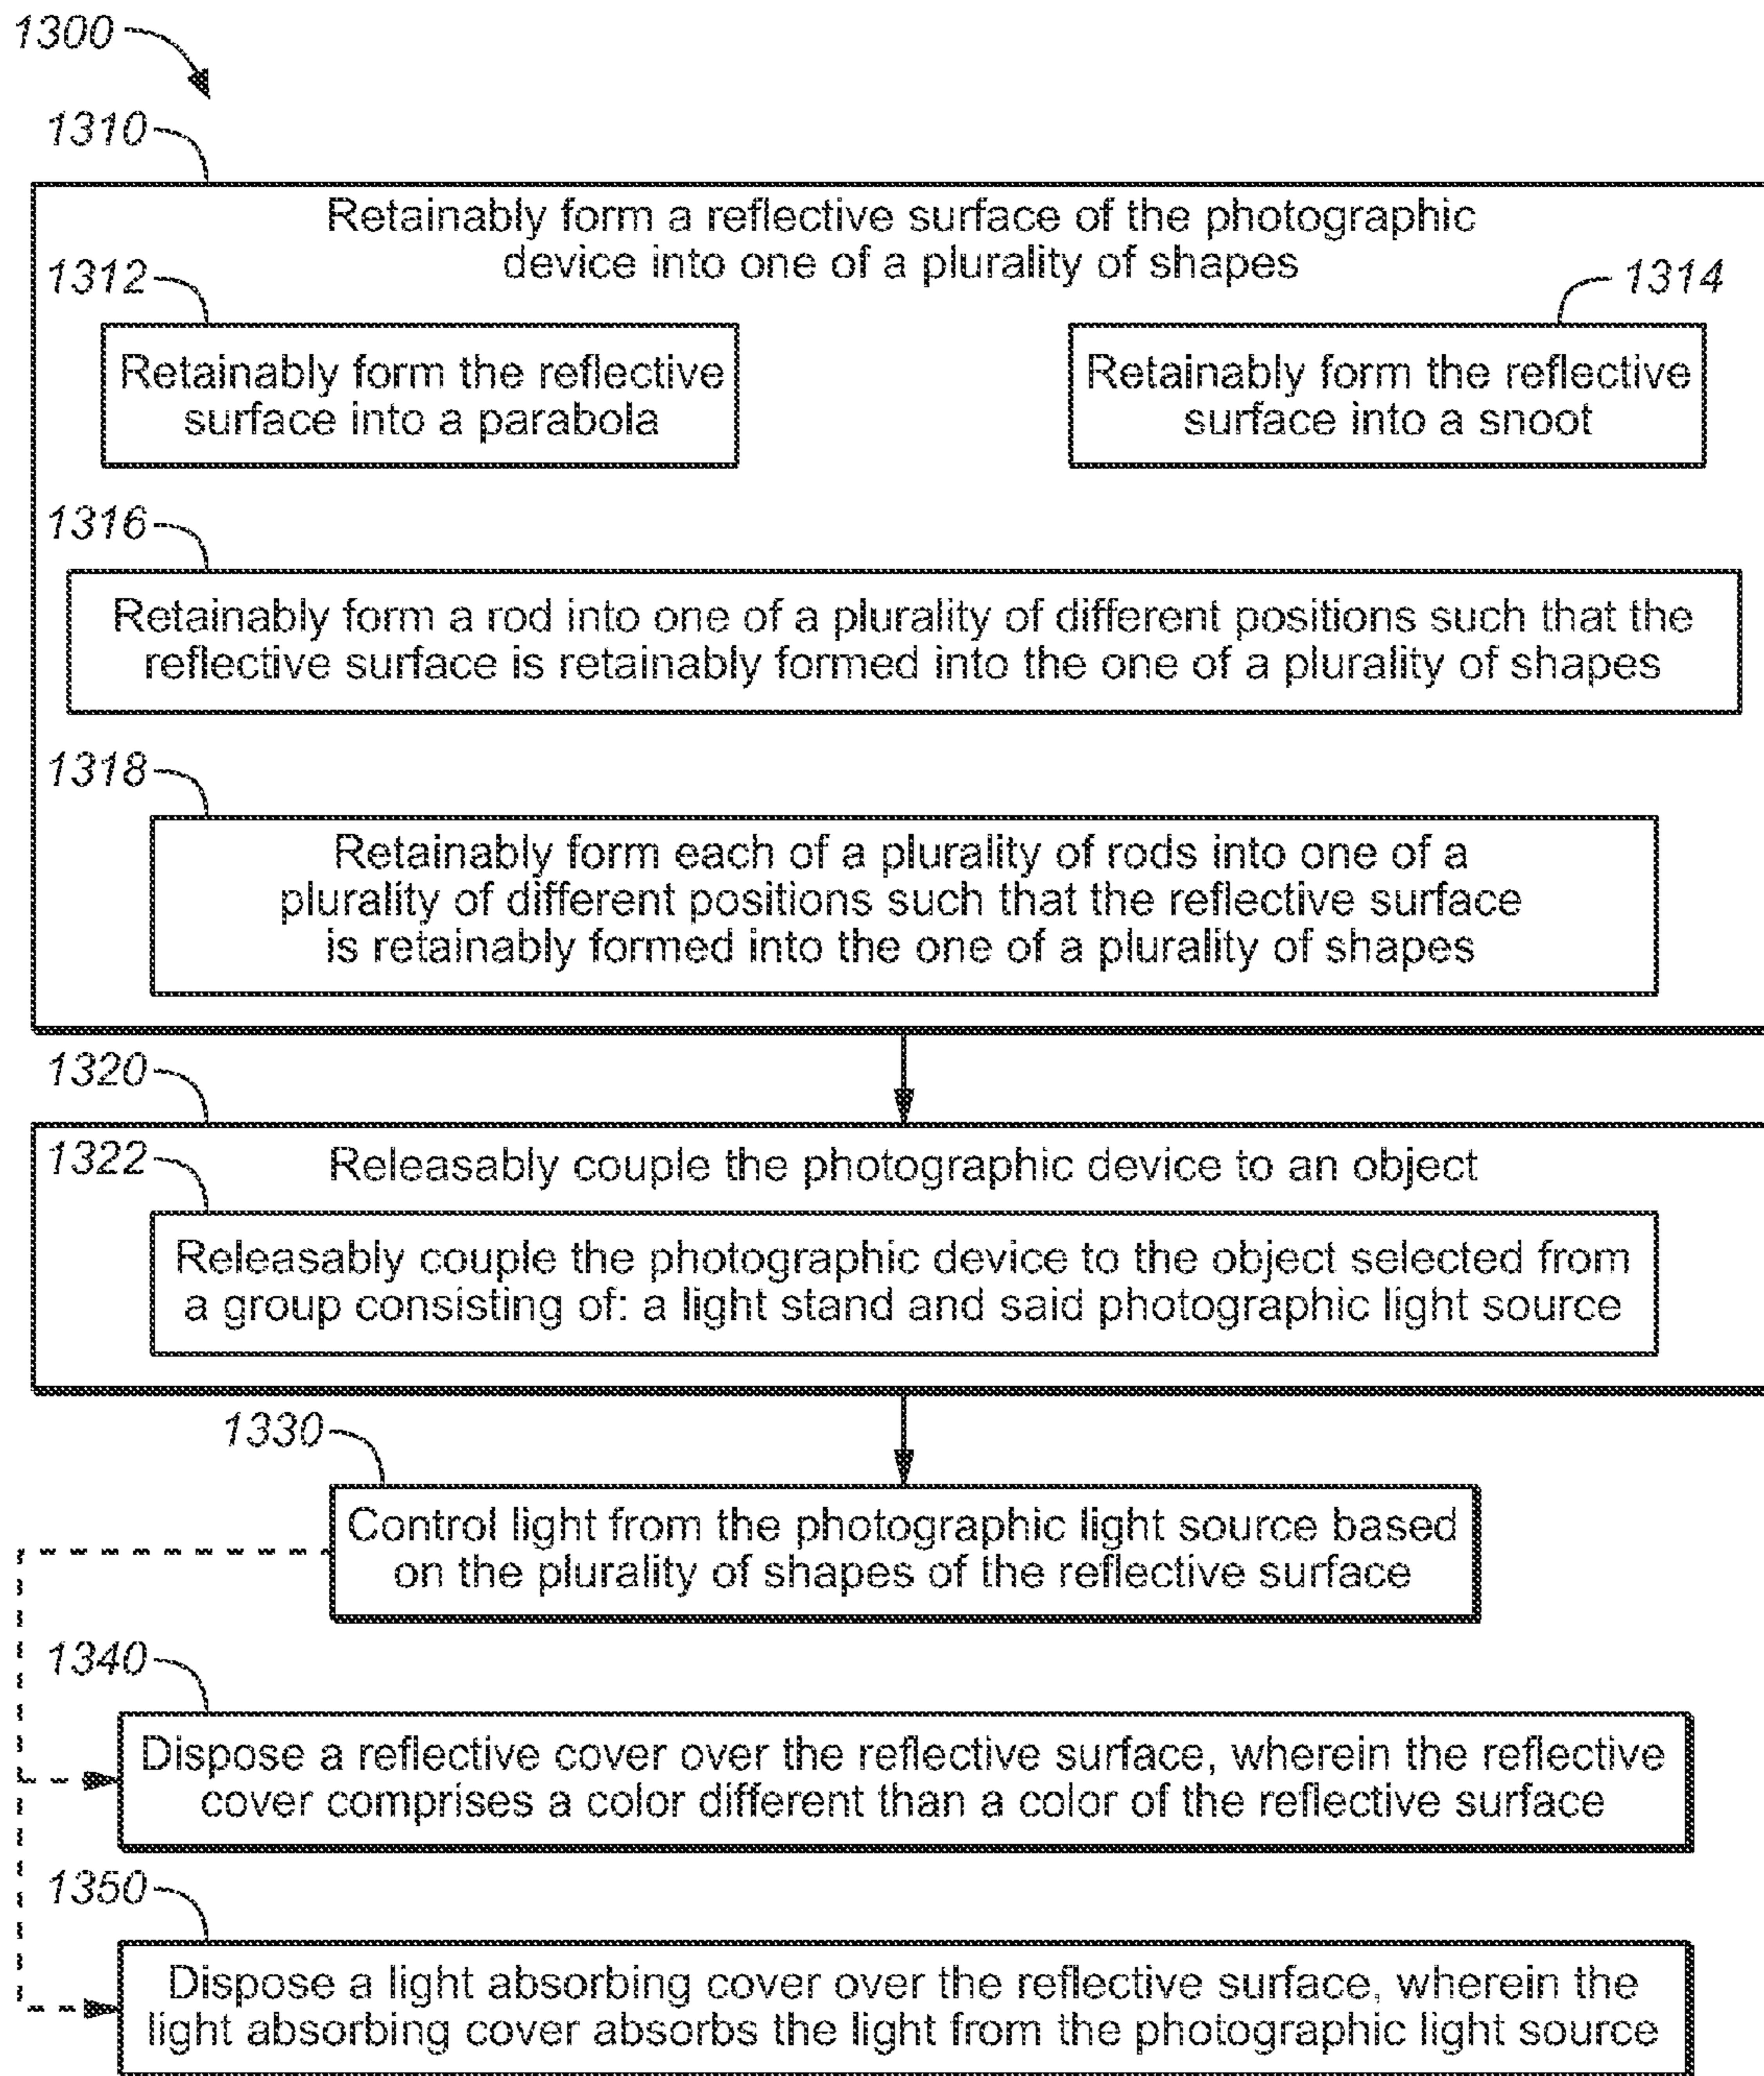 1300
1310
Retainably form a reflective surface of the photographic
device into one of a plurality of shapes
1312
1314
Retainably form the reflective
surface into a parabola
Retainably form the reflective
surface into a snoot
1316
Retainably form a rod into one of a plurality of different positions such that the
reflective surface is retainably formed into the one of a plurality of shapes
1318
Retainably form each of a plurality of rods into one of a
plurality of different positions such that the reflective surface
is retainably formed into the one of a plurality of shapes
1320
1322
Releasably couple the photographic device to an object
Releasably couple the photographic device to the object selected from
a group consisting of: a light stand and said photographic light source
1330
Control light from the photographic light source based
on the plurality of shapes of the reflective surface
1340
Dispose a reflective cover over the reflective surface, wherein the reflective
cover comprises a color different than a color of the reflective surface
1350
Dispose a light absorbing cover over the reflective surface, wherein the
light absorbing cover absorbs the light from the photographic light source